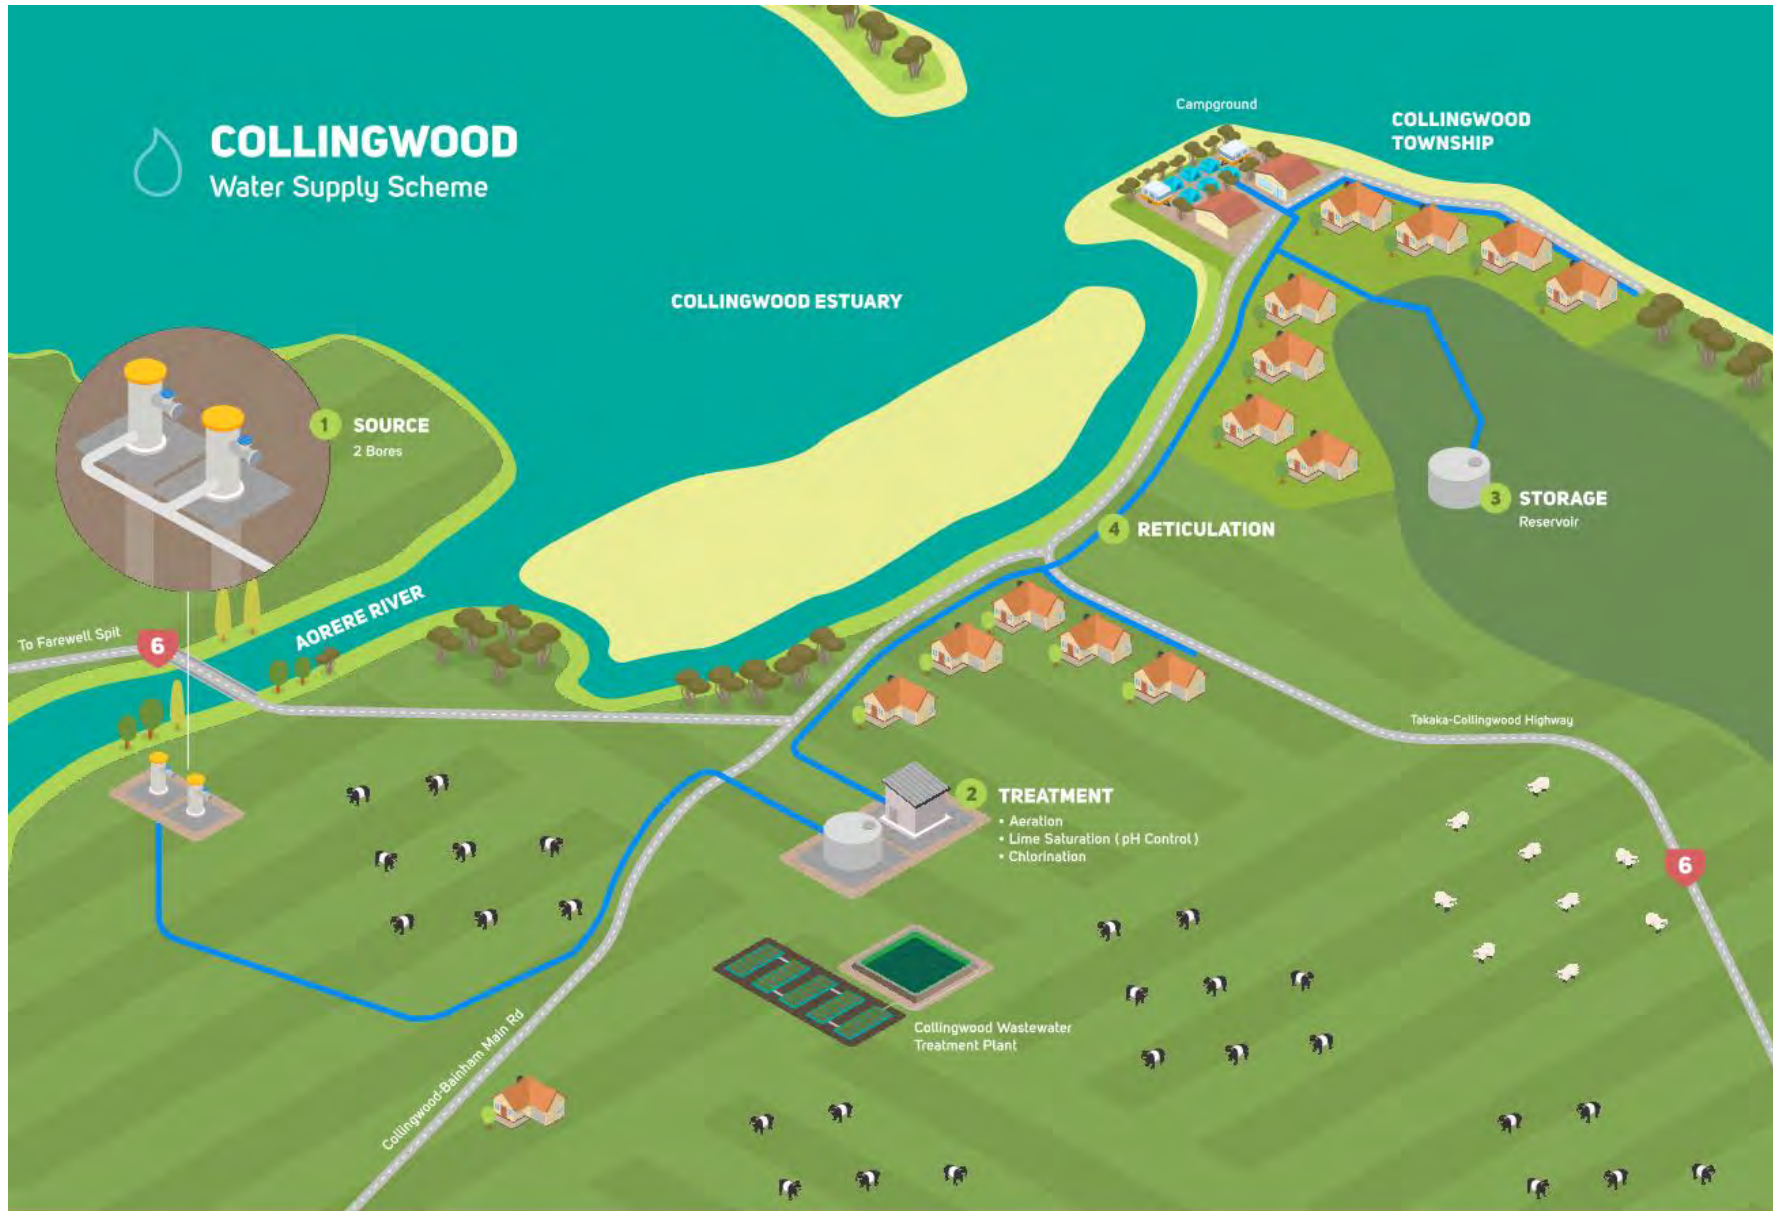 COLLINGWOOD
Water Supply Scheme
Campground
COLLINGWOOD
TOWNSHIP
COLLINGWOOD ESTUARY
1
SOURCE
2 Bores
3
STORAGE
Reservoir
4
RETICULATION
AORERE RIVER
To Farewell Spit
6
Takaka-Collingwood Highway
2
TREATMENT
• Aeration
• Lime Saturation (pH Control)
• Chlorination
6
Collingwood Wastewater
Treatment Plant
Collingwood-Bainham Main Rd